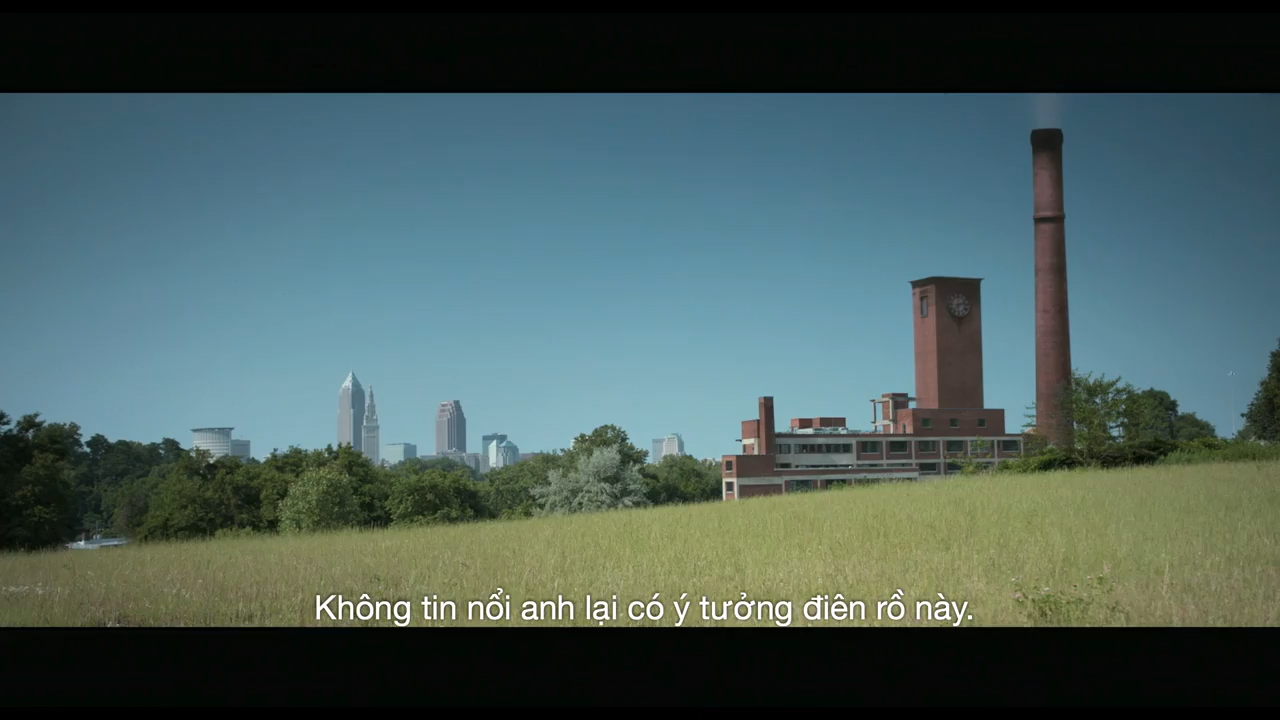 Không tin nổi anh lại có ý tưởng điên rồ này.